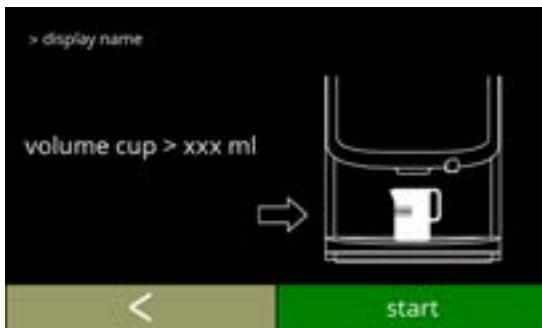 > display name
volume cup > xxx ml
< start